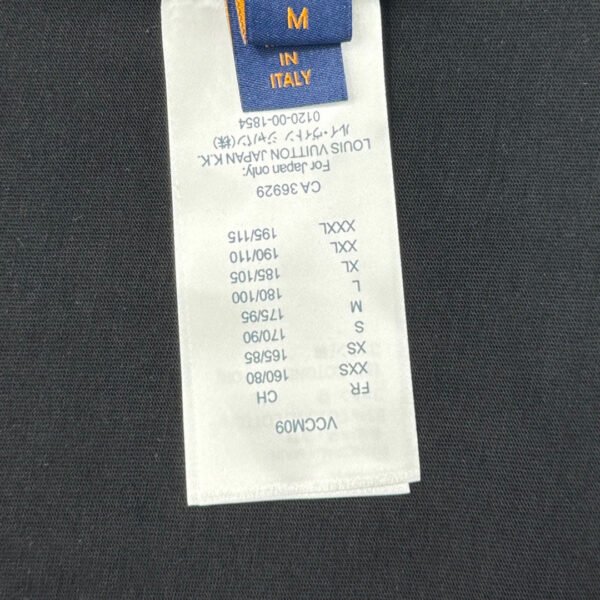 M
IN
ITALY
VCCM09
FR CH
XXS 160/80
XS 165/85
S 170/90
M 175/95
L 180/100
XL 185/105
XXL 190/110
XXXL 195/115
CA 36929
For Japan only:
LOUIS VUITTON JAPAN K.K.
ルイ・ヴィトン ジャパン(株)
0120-00-1854